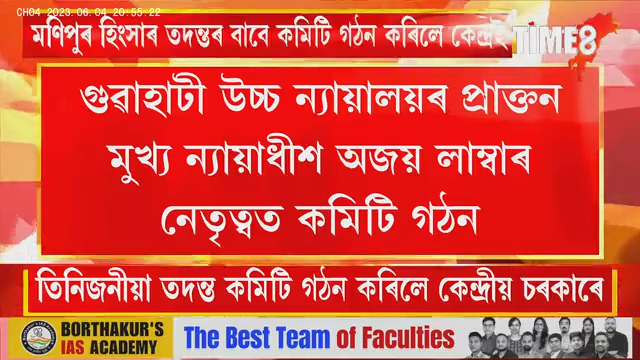 CH04 2023.06.04 20:55:22
মণিপুৰ হিংসাৰ তদন্তৰ বাবে কমিটি গঠন কৰিলে কেন্দ্ৰই
TIME8
গুৱাহাটী উচ্চ ন্যায়ালয়ৰ প্ৰাক্তন
মুখ্য ন্যায়াধীশ অজয় লাম্বাৰ
নেতৃত্বত কমিটি গঠন
তিনিজনীয়া তদন্ত কমিটি গঠন কৰিলে কেন্দ্ৰীয় চৰকাৰে
BORTHAKUR'S
IAS ACADEMY
The Best Team of Faculties